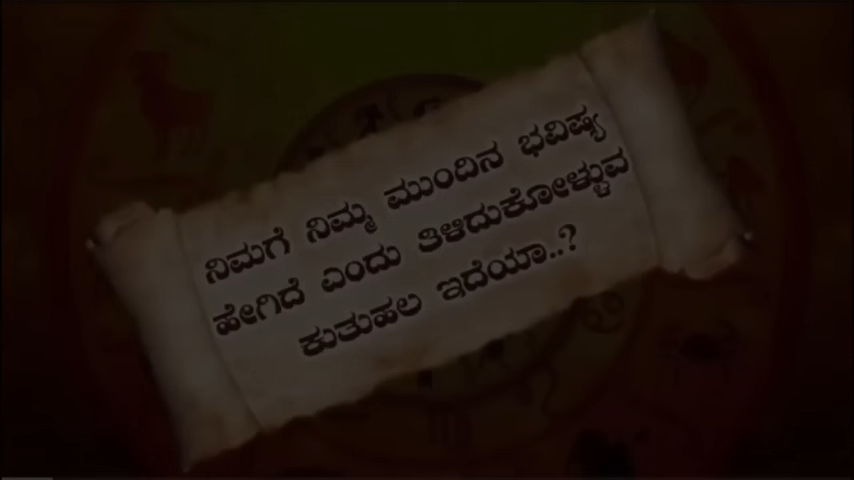 ನಿಮಗೆ ನಿಮ್ಮ ಮುಂದಿನ ಭವಿಷ್ಯ
ಹೇಗಿದೆ ಎಂದು ತಿಳಿದುಕೋಳ್ಳುವ
ಕುತುಹಲ ಇದೆಯಾ..?